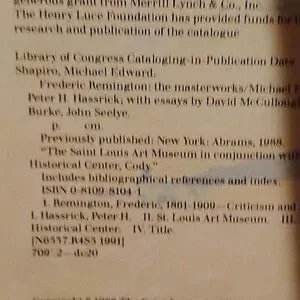 generous grant from Merrill Lynch & Co., Inc.
The Henry Luce Foundation has provided funds for
research and publication of the catalogue
Library of Congress Cataloging-in-Publication Data
Shapiro, Michael Edward.
Frederic Remington: the masterworks/Michael
Peter H. Hassrick; with essays by David McCullough
Burke, John Seelye.
p. cm.
Previously published: New York: Abrams, 1988.
"The Saint Louis Art Museum in conjunction with
Historical Center, Cody"
Includes bibliographical references and index.
ISBN 0-8109-8104-1
1. Remington, Frederic, 1861-1909—Criticism and
I. Hassrick, Peter H. II. St. Louis Art Museum. III.
Historical Center. IV. Title.
[N6537.R4S3 1991]
709'.2—dc20